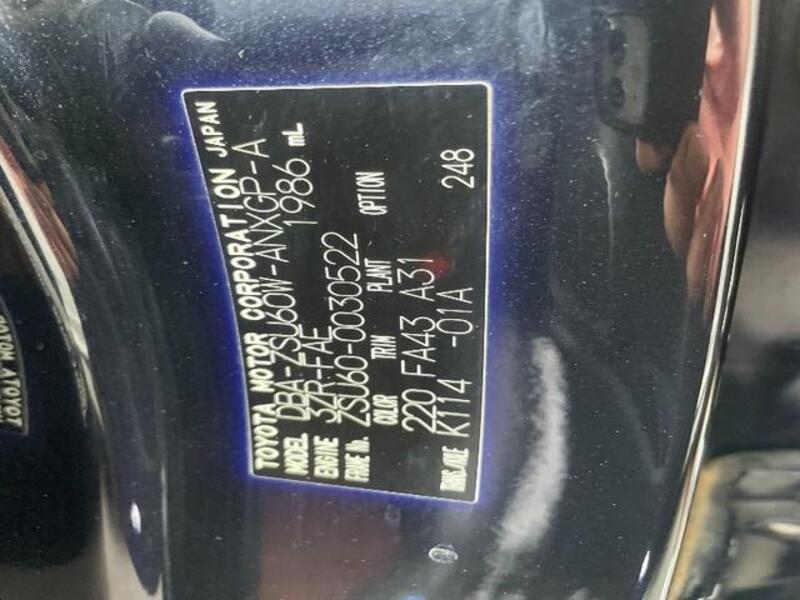 TOYOTA MOTOR CORPORATION JAPAN
MODEL DBA-ZSU60W-ANXGP-A
ENGINE 3ZR-FAE 1986 mL
FRAME No. ZSU60-0030522
COLOR TRIM PLANT OPTION
220 FA43 A31
TRANS./AXLE K114 -01A 248